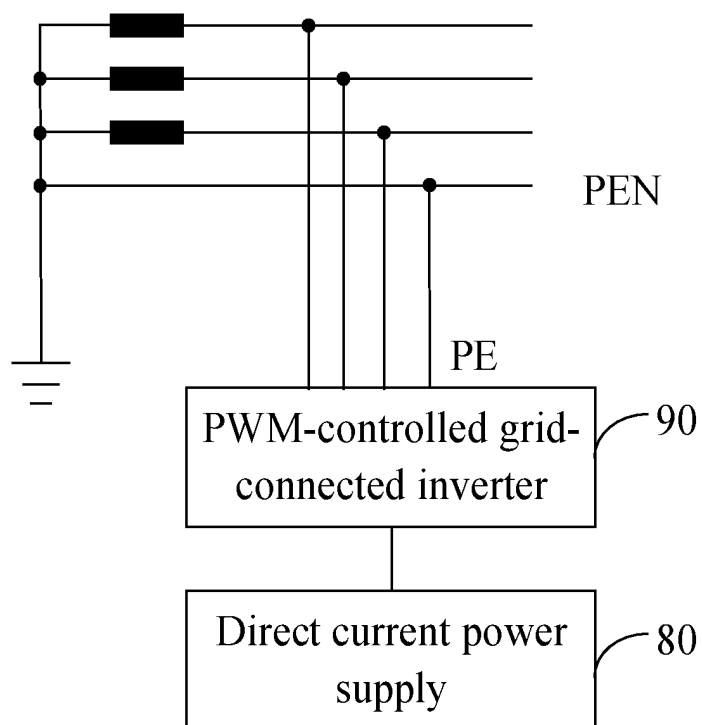 PEN
PE
PWM-controlled grid-
connected inverter
90
Direct current power
supply
80